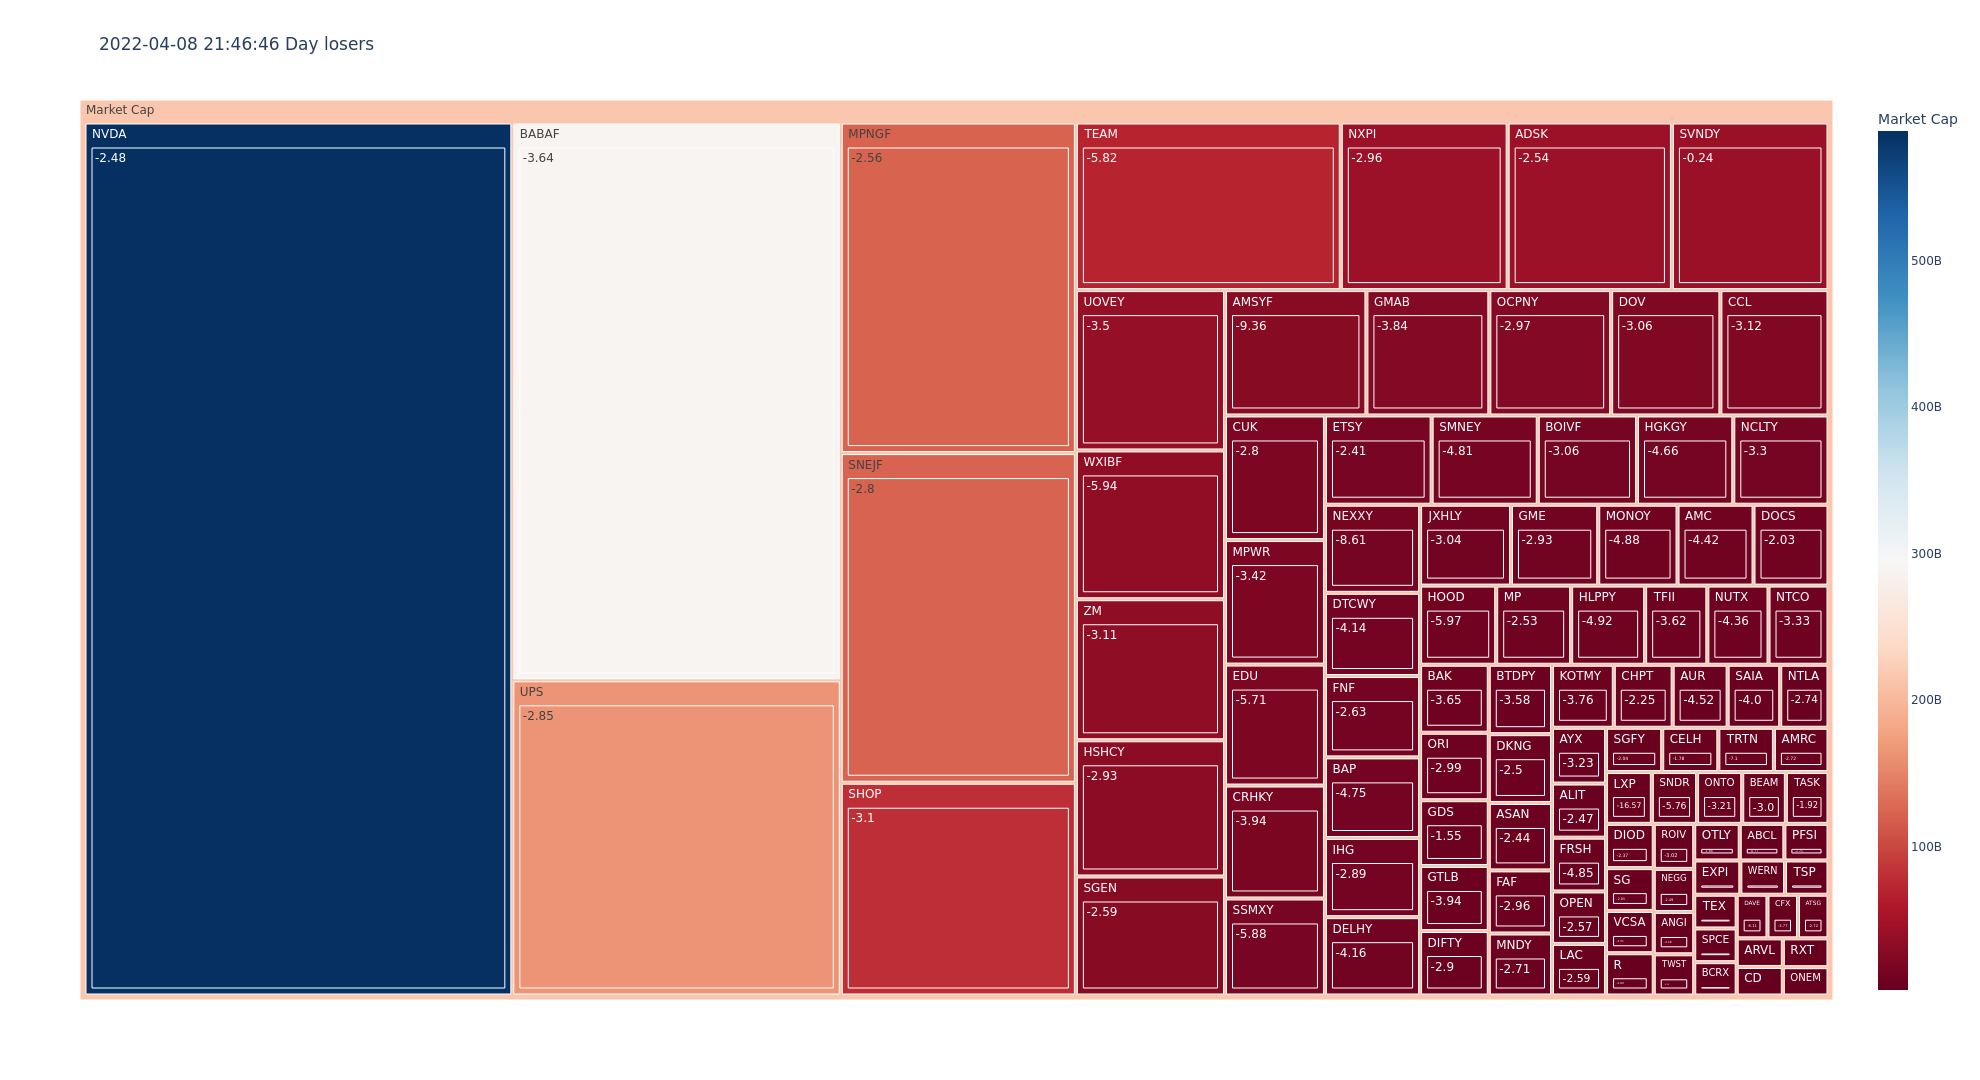 2022-04-08 21:46:46 Day losers
Market Cap
NVDA
-2.48
BABAF
-3.64
UPS
-2.85
MPNGF
-2.56
SNEJF
-2.8
SHOP
-3.1
TEAM
-5.82
NXPI
-2.96
ADSK
-2.54
SVNDY
-0.24
UOVEY
-3.5
WXIBF
-5.94
ZM
-3.11
HSHCY
-2.93
SGEN
-2.59
AMSYF
-9.36
GMAB
-3.84
OCPNY
-2.97
DOV
-3.06
CCL
-3.12
CUK
-2.8
MPWR
-3.42
EDU
-5.71
CRHKY
-3.94
SSMXY
-5.88
ETSY
-2.41
SMNEY
-4.81
BOIVF
-3.06
HGKGY
-4.66
NCLTY
-3.3
NEXXY
-8.61
DTCWY
-4.14
FNF
-2.63
BAP
-4.75
IHG
-2.89
DELHY
-4.16
JXHLY
-3.04
GME
-2.93
MONOY
-4.88
AMC
-4.42
DOCS
-2.03
HOOD
-5.97
MP
-2.53
HLPPY
-4.92
TFII
-3.62
NUTX
-4.36
NTCO
-3.33
BAK
-3.65
ORI
-2.99
GDS
-1.55
GTLB
-3.94
DIFTY
-2.9
BTDPY
-3.58
DKNG
-2.5
ASAN
-2.44
FAF
-2.96
MNDY
-2.71
KOTMY
-3.76
CHPT
-2.25
AUR
-4.52
SAIA
-4.0
NTLA
-2.74
AYX
-3.23
ALIT
-2.47
FRSH
-4.85
OPEN
-2.57
LAC
-2.59
SGFY
CELH
-1.78
TRTN
-7.1
AMRC
-2.72
LXP
-16.57
SNDR
-5.76
ONTO
-3.21
BEAM
-3.0
TASK
-1.92
DIOD
-2.37
SG
VCSA
R
ROIV
-3.02
NEGG
ANGI
TWST
OTLY
ABCL
PFSI
EXPI
WERN
TSP
TEX
SPCE
BCRX
DAVE
CFX
ATSG
ARVL
RXT
CD
ONEM
Market Cap
500B
400B
300B
200B
100B